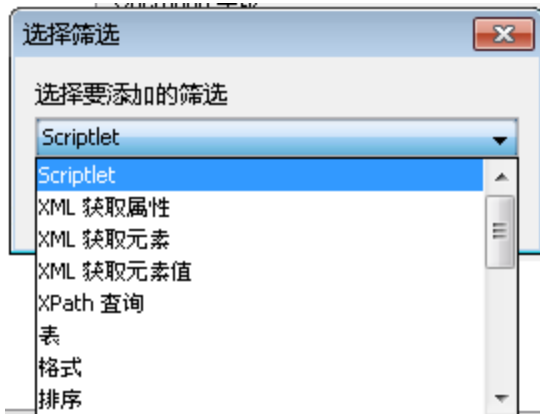 选择筛选
选择要添加的筛选
Scriptlet
Scriptlet
XML 获取属性
XML 获取元素
XML 获取元素值
XPath 查询
表
格式
排序